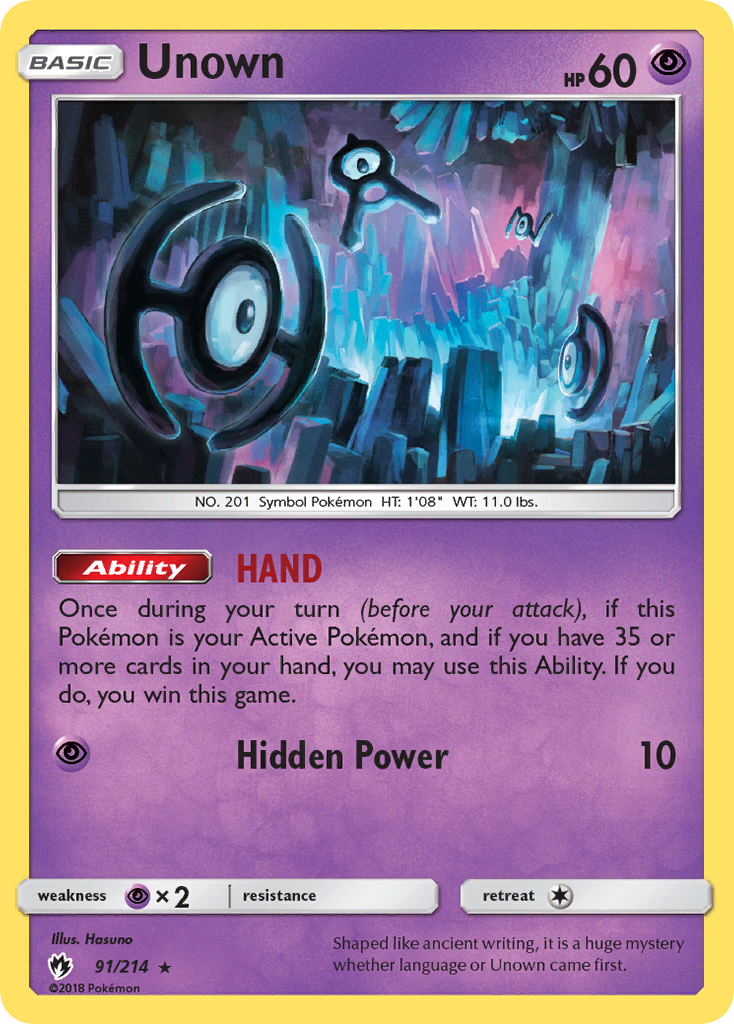 BASIC Unown HP 60
NO. 201 Symbol Pokémon HT: 1'08" WT: 11.0 lbs.
Ability HAND
Once during your turn (before your attack), if this
Pokémon is your Active Pokémon, and if you have 35 or
more cards in your hand, you may use this Ability. If you
do, you win this game.
Hidden Power 10
weakness ×2 resistance retreat
Illus. Hasuno
91/214 ★
©2018 Pokémon
Shaped like ancient writing, it is a huge mystery
whether language or Unown came first.